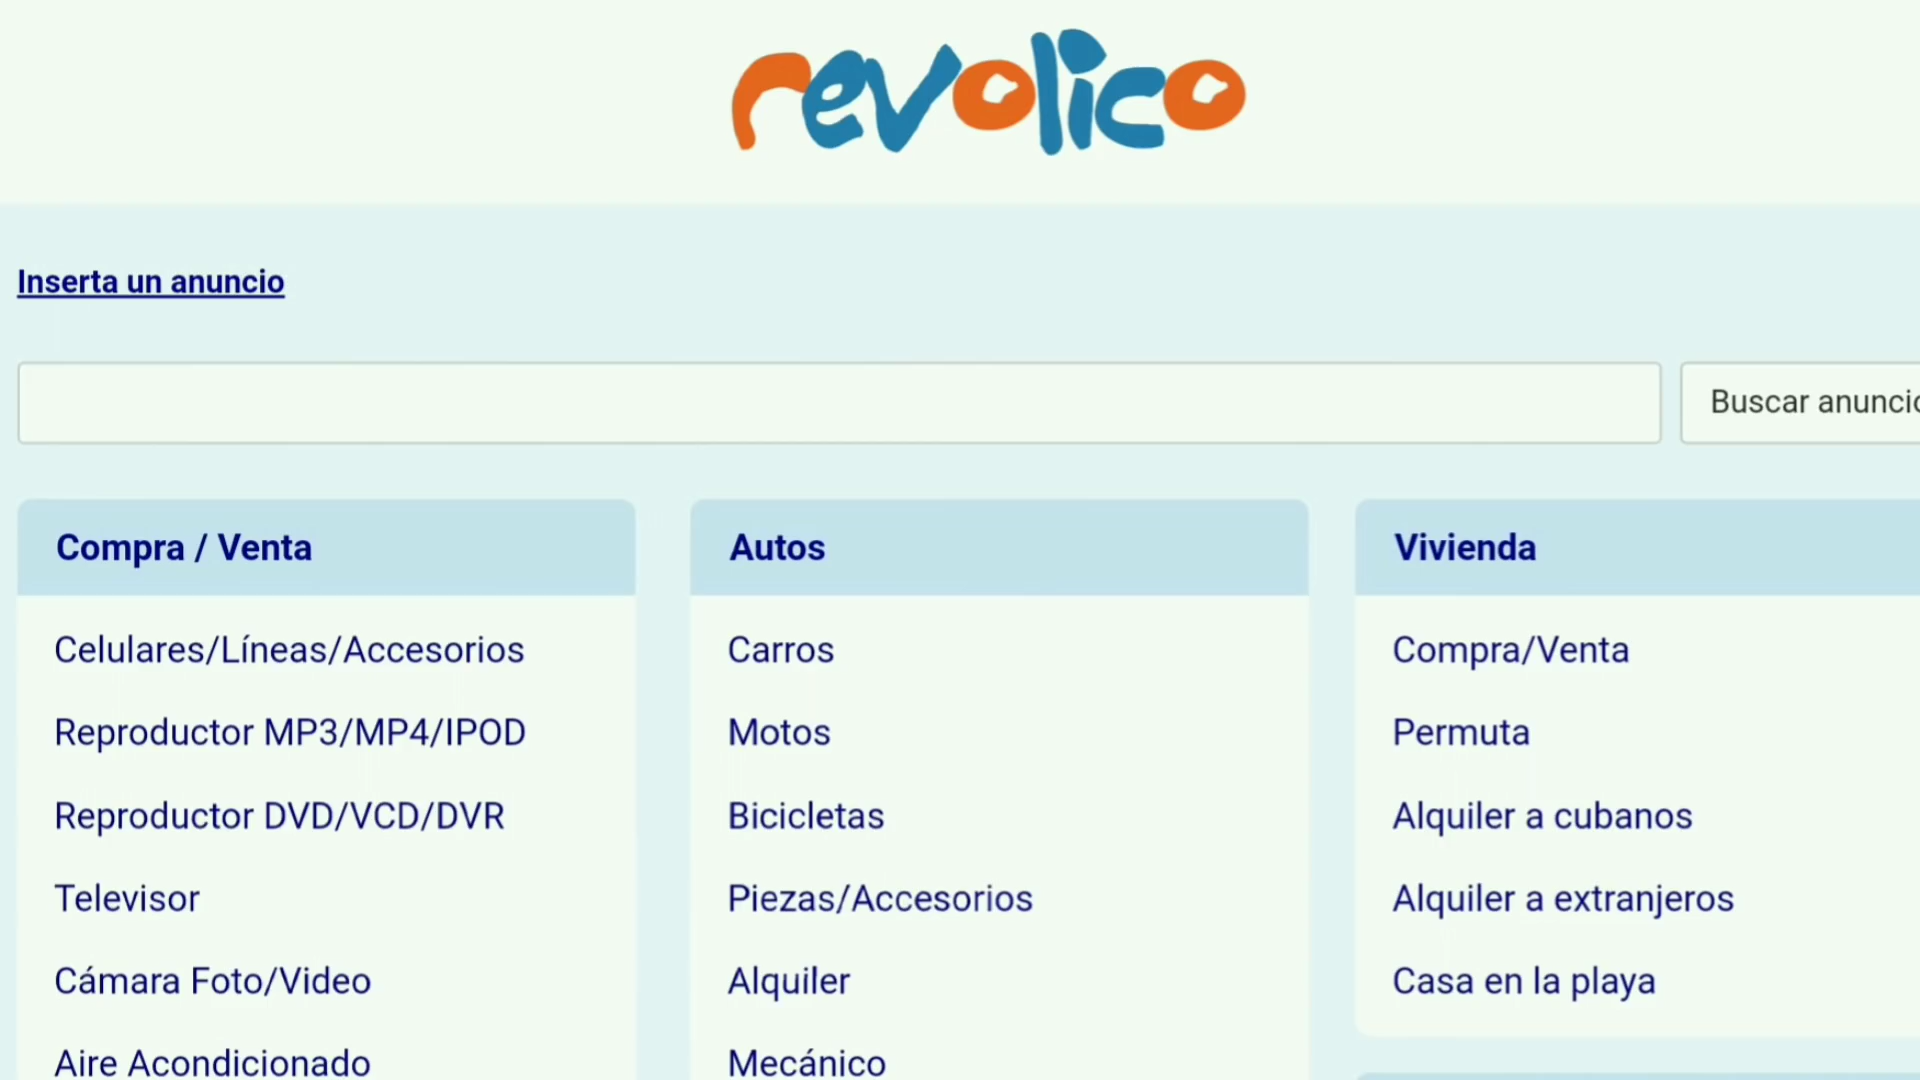 revolico
Inserta un anuncio
Buscar anuncio
Compra / Venta
Celulares/Líneas/Accesorios
Reproductor MP3/MP4/IPOD
Reproductor DVD/VCD/DVR
Televisor
Cámara Foto/Video
Aire Acondicionado
Autos
Carros
Motos
Bicicletas
Piezas/Accesorios
Alquiler
Mecánico
Vivienda
Compra/Venta
Permuta
Alquiler a cubanos
Alquiler a extranjeros
Casa en la playa